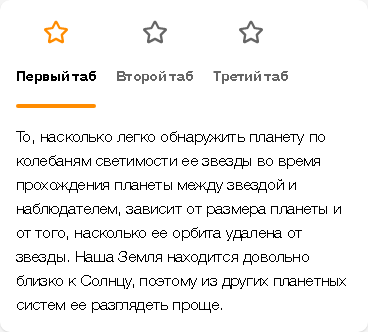 Первый таб Второй таб Третий таб
То, насколько легко обнаружить планету по
колебаням светимости ее звезды во время
прохождения планеты между звездой и
наблюдателем, зависит от размера планеты и
от того, насколько ее орбита удалена от
звезды. Наша Земля находится довольно
близко к Солнцу, поэтому из других планетных
систем ее разглядеть проще.